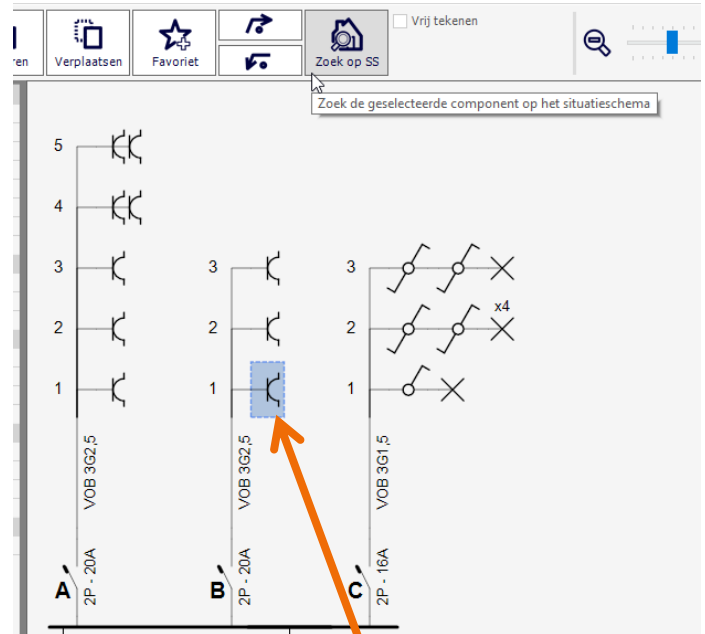 ren
Verplaatsen
Favoriet
Zoek op SS
Vrij tekenen
Zoek de geselecteerde component op het situatieschema
5
4
3
2
1
VOB 3G2,5
2P - 20A
A
3
2
1
VOB 3G2,5
2P - 20A
B
3
2
x4
1
VOB 3G1,5
2P - 16A
C